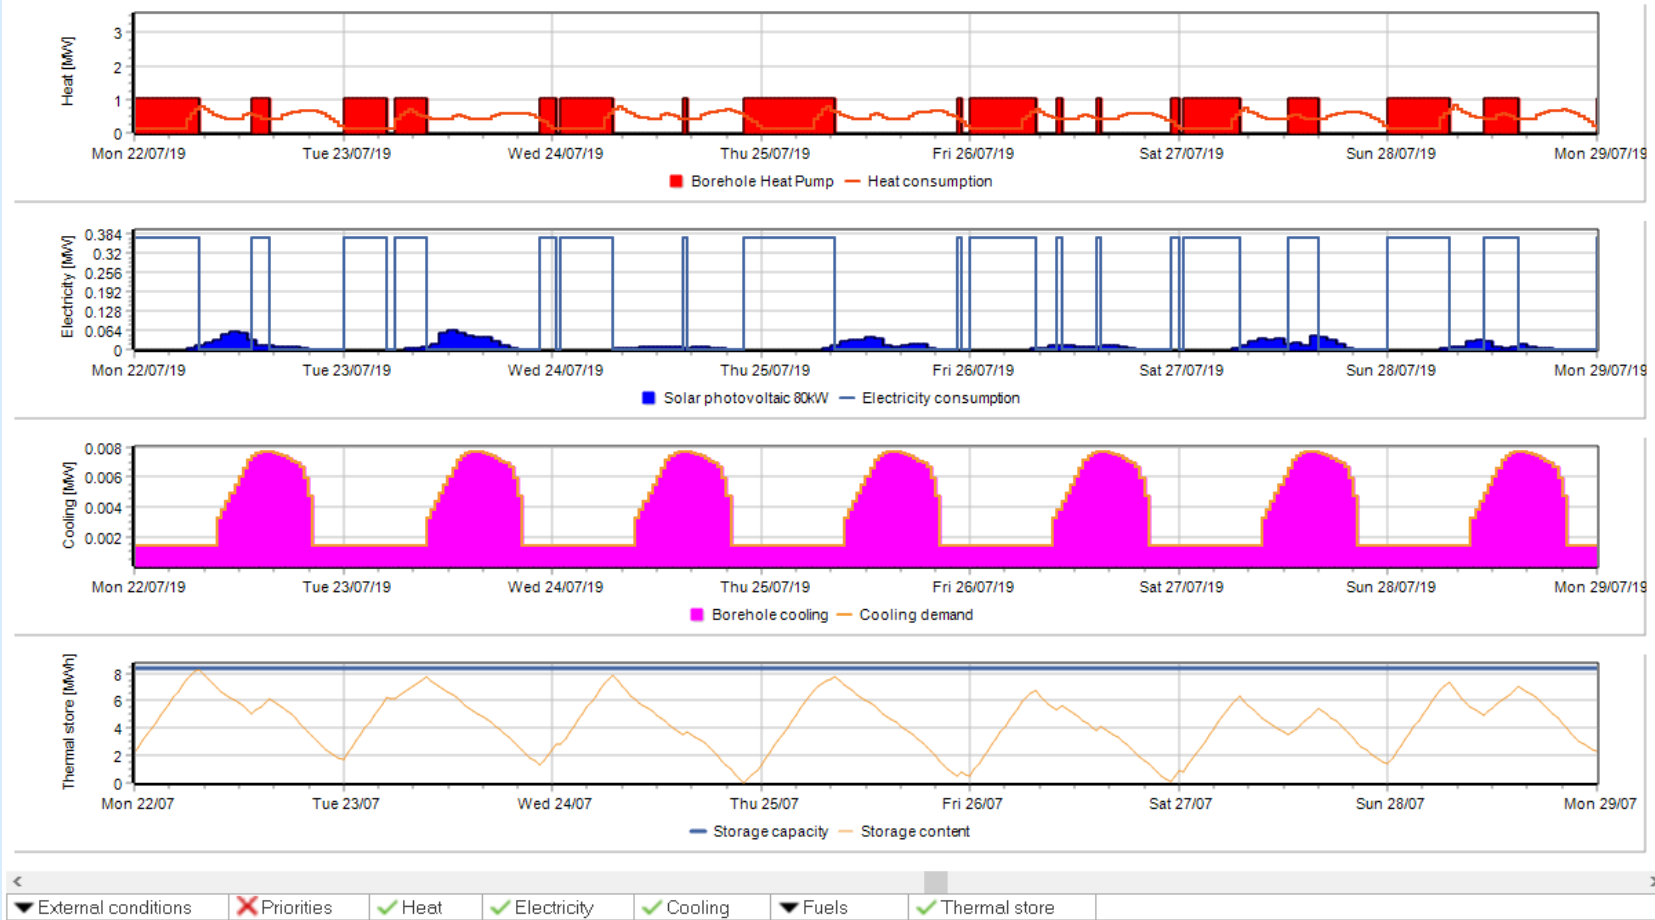 Heat [MW]
3
2
1
0
Mon 22/07/19 Tue 23/07/19 Wed 24/07/19 Thu 25/07/19 Fri 26/07/19 Sat 27/07/19 Sun 28/07/19 Mon 29/07/19
Borehole Heat Pump Heat consumption
Electricity [MW]
0.384
0.32
0.256
0.192
0.128
0.064
0
Mon 22/07/19 Tue 23/07/19 Wed 24/07/19 Thu 25/07/19 Fri 26/07/19 Sat 27/07/19 Sun 28/07/19 Mon 29/07/19
Solar photovoltaic 80kW Electricity consumption
Cooling [MW]
0.008
0.006
0.004
0.002
Mon 22/07/19 Tue 23/07/19 Wed 24/07/19 Thu 25/07/19 Fri 26/07/19 Sat 27/07/19 Sun 28/07/19 Mon 29/07/19
Borehole cooling Cooling demand
Thermal store [MWh]
8
6
4
2
0
Mon 22/07 Tue 23/07 Wed 24/07 Thu 25/07 Fri 26/07 Sat 27/07 Sun 28/07 Mon 29/07
Storage capacity Storage content
External conditions Priorities Heat Electricity Cooling Fuels Thermal store